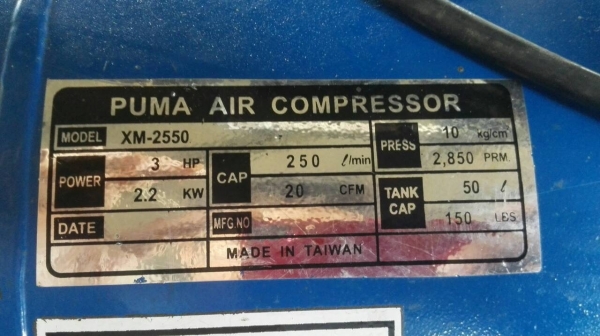 PUMA AIR COMPRESSOR
MODEL XM-2550
PRESS 10 kg/cm
2,850 PRM.
POWER 3 HP
2.2 KW
CAP 250 ℓ/min
20 CFM
TANK CAP 50 ℓ
150 LBS
DATE
MFG.NO
MADE IN TAIWAN